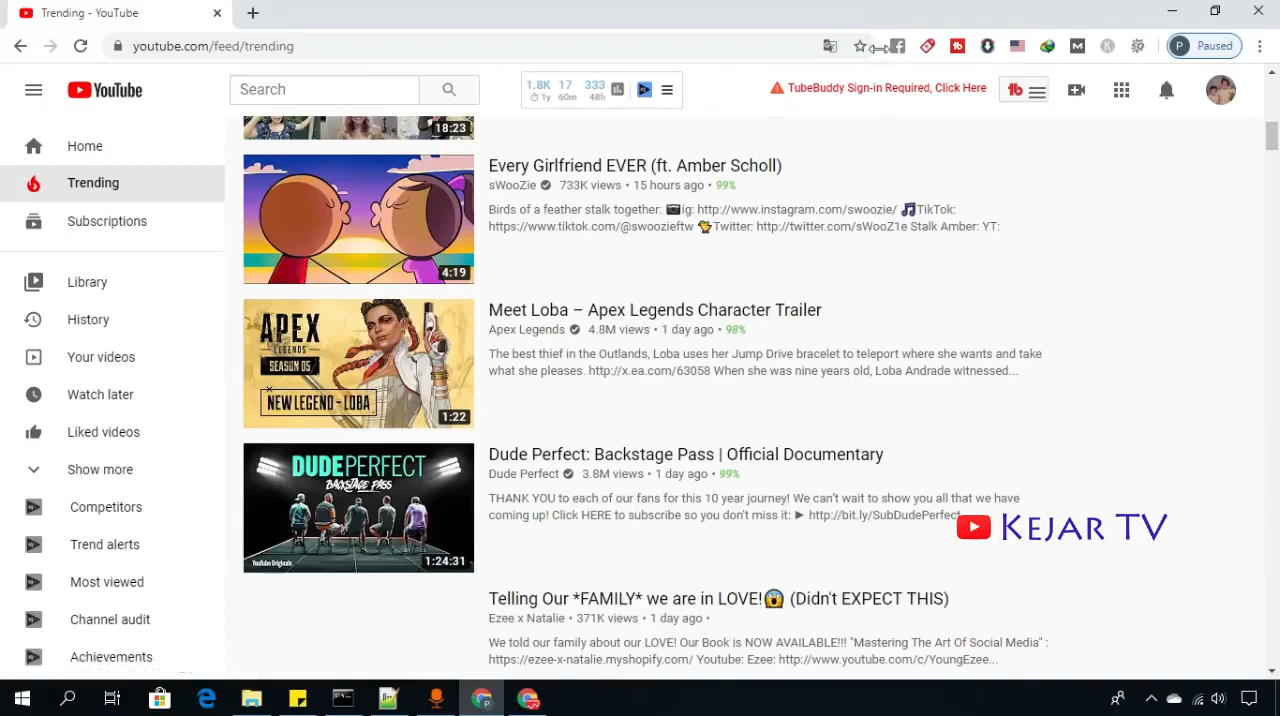 Trending - YouTube
youtube.com/feed/trending
Paused
YouTube
Search
1.8K 17 333
1y 60m 48h
TubeBuddy Sign-in Required, Click Here
Home
Trending
Subscriptions
Library
History
Your videos
Watch later
Liked videos
Show more
Competitors
Trend alerts
Most viewed
Channel audit
Achievements
18:23
4:19
Every Girlfriend EVER (ft. Amber Scholl)
sWooZie 733K views • 15 hours ago • 99%
Birds of a feather stalk together: 📷ig: http://www.instagram.com/swoozie/ 🎵TikTok:
https://www.tiktok.com/@swoozieftw 🐤Twitter: http://twitter.com/sWooZ1e Stalk Amber: YT:
APEX
LEGENDS
SEASON 05
NEW LEGEND - LOBA
1:22
Meet Loba – Apex Legends Character Trailer
Apex Legends 4.8M views • 1 day ago • 98%
The best thief in the Outlands, Loba uses her Jump Drive bracelet to teleport where she wants and take
what she pleases. http://x.ea.com/63058 When she was nine years old, Loba Andrade witnessed...
DUDE PERFECT
BACKSTAGE PASS
YouTube Originals
1:24:31
Dude Perfect: Backstage Pass | Official Documentary
Dude Perfect 3.8M views • 1 day ago • 99%
THANK YOU to each of our fans for this 10 year journey! We can't wait to show you all that we have
coming up! Click HERE to subscribe so you don't miss it: ► http://bit.ly/SubDudePerfect
KEJAR TV
Telling Our *FAMILY* we are in LOVE!😱 (Didn't EXPECT THIS)
Ezee x Natalie • 371K views • 1 day ago •
We told our family about our LOVE! Our Book is NOW AVAILABLE!!! "Mastering The Art Of Social Media" :
https://ezee-x-natalie.myshopify.com/ Youtube: Ezee: http://www.youtube.com/c/YoungEzee...